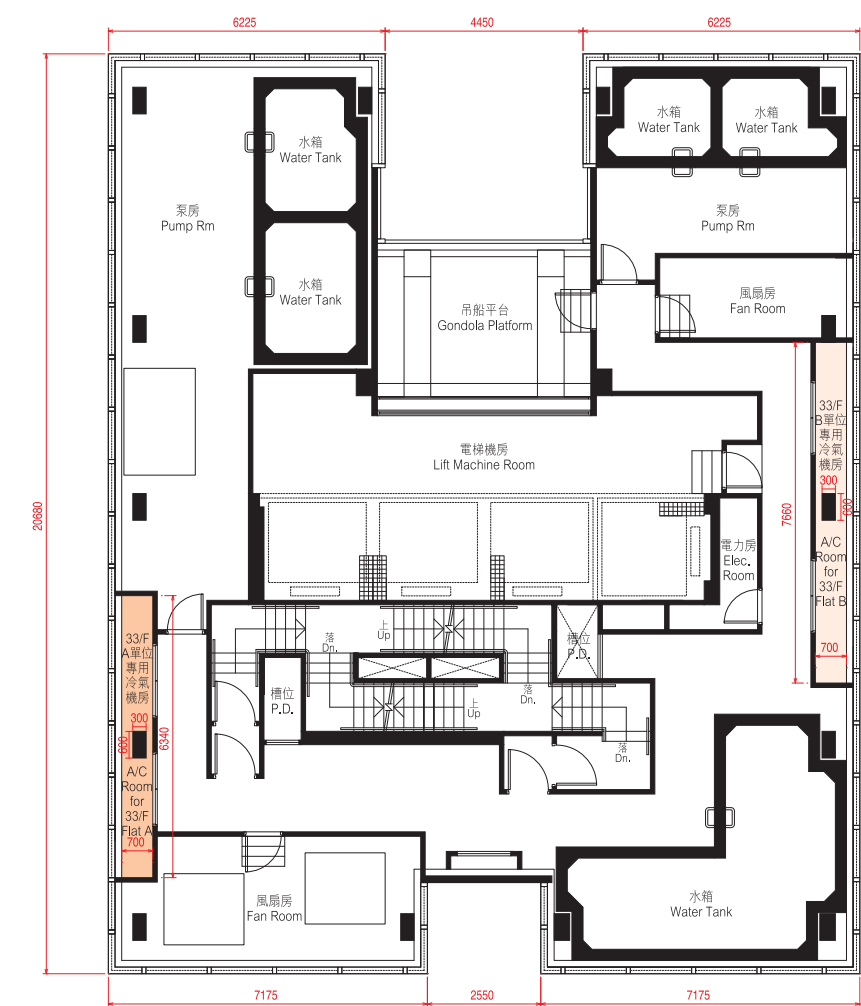 6225
4450
6225
水箱
Water Tank
水箱
Water Tank
水箱
Water Tank
泵房
Pump Rm
泵房
Pump Rm
水箱
Water Tank
吊船平台
Gondola Platform
風扇房
Fan Room
33/F
B單位
專用
冷氣
機房
300
600
A/C
Room
for
33/F
Flat B
700
7660
電梯機房
Lift Machine Room
電力房
Elec.
Room
20680
上
Up
落
Dn.
槽位
P.D.
槽位
P.D.
落
Dn.
上
Up
落
Dn.
33/F
A單位
專用
冷氣
機房
300
600
A/C
Room
for
33/F
Flat A
700
6340
風扇房
Fan Room
水箱
Water Tank
7175
2550
7175